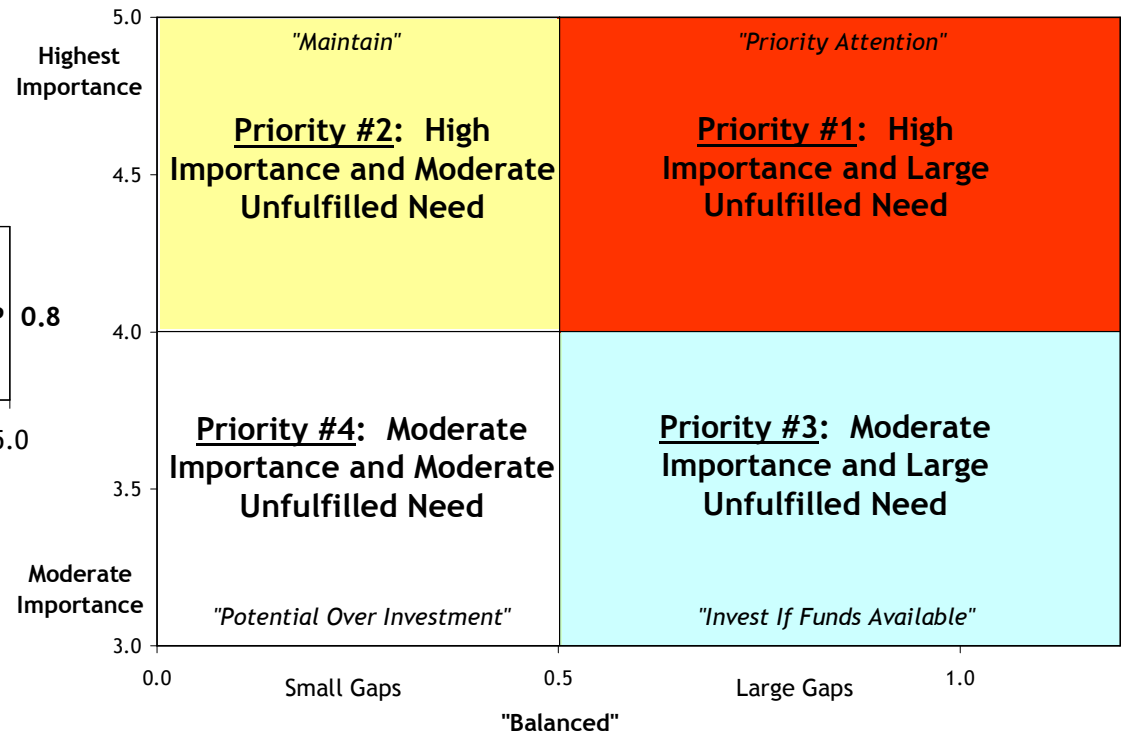 5.0
Highest
Importance
"Maintain"
"Priority Attention"
Priority #2: High
Importance and Moderate
Unfulfilled Need
Priority #1: High
Importance and Large
Unfulfilled Need
4.5
0.8
4.0
Priority #4: Moderate
Importance and Moderate
Unfulfilled Need
Priority #3: Moderate
Importance and Large
Unfulfilled Need
3.5
Moderate
Importance
"Potential Over Investment"
"Invest If Funds Available"
3.0
0.0
Small Gaps
0.5
Large Gaps
1.0
"Balanced"